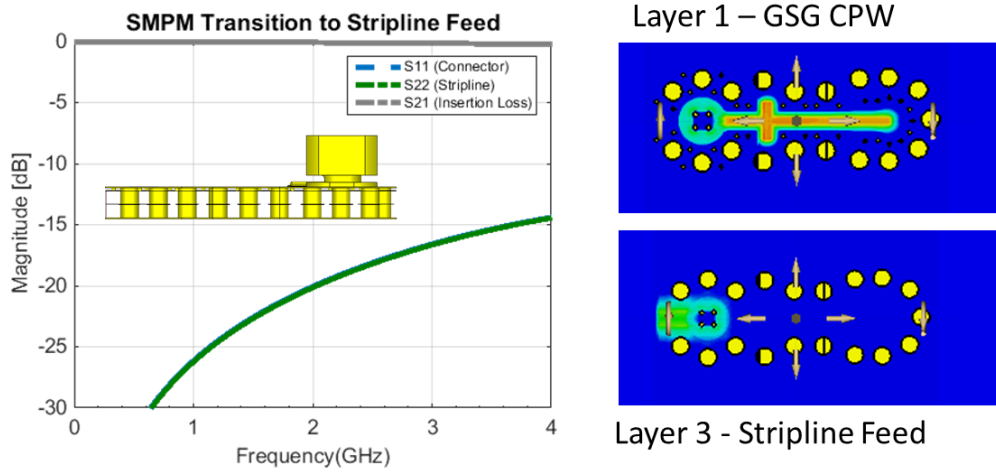 SMPM Transition to Stripline Feed
0
-5
-10
-15
-20
-25
-30
Magnitude [dB]
S11 (Connector)
S22 (Stripline)
S21 (Insertion Loss)
0
1
2
3
4
Frequency(GHz)
Layer 1 – GSG CPW
Layer 3 - Stripline Feed